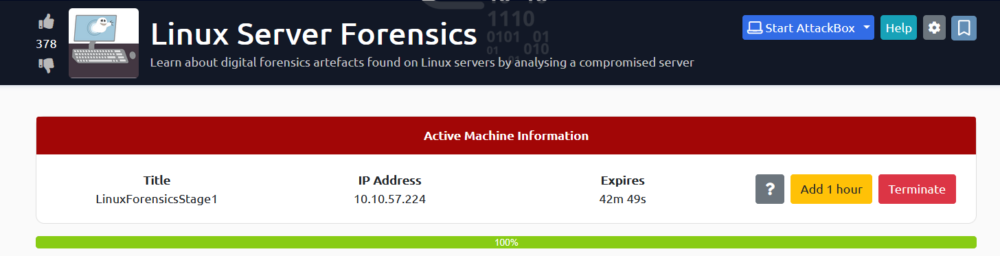 378
Linux Server Forensics
Learn about digital forensics artefacts found on Linux servers by analysing a compromised server
1110
0101 01
01 010
01
Start AttackBox
Help
Active Machine Information
Title
LinuxForensicsStage1
IP Address
10.10.57.224
Expires
42m 49s
?
Add 1 hour
Terminate
100%